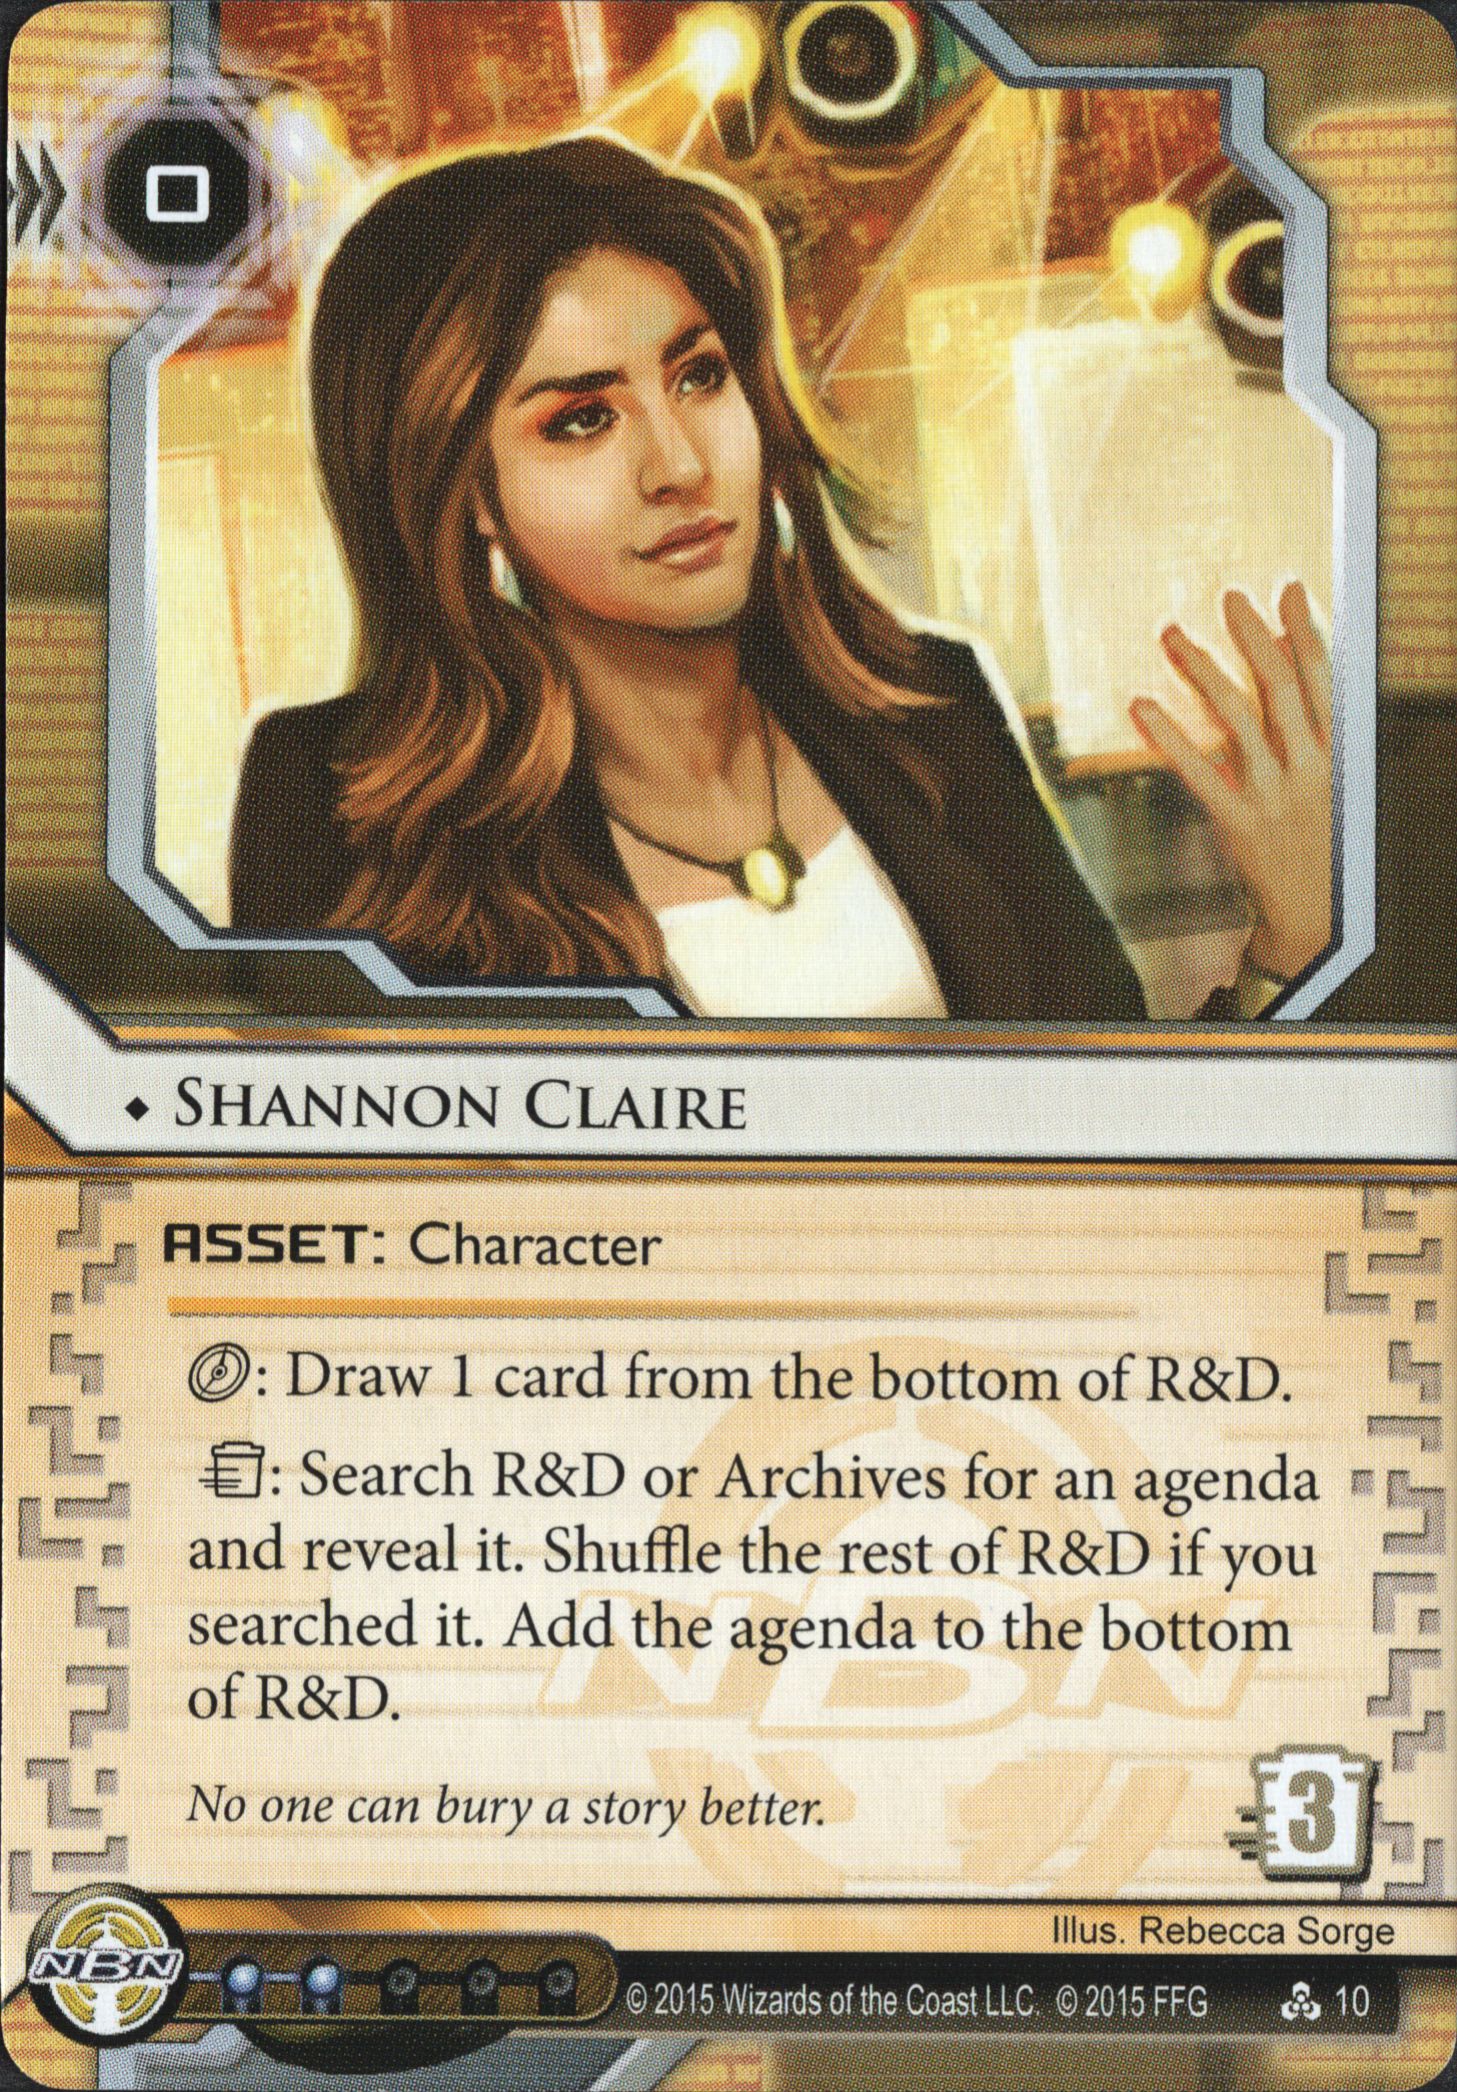 ◆ SHANNON CLAIRE
ASSET: Character
: Draw 1 card from the bottom of R&D.
: Search R&D or Archives for an agenda
and reveal it. Shuffle the rest of R&D if you
searched it. Add the agenda to the bottom
of R&D.
No one can bury a story better.
3
NBN
Illus. Rebecca Sorge
NBN
© 2015 Wizards of the Coast LLC. © 2015 FFG 10